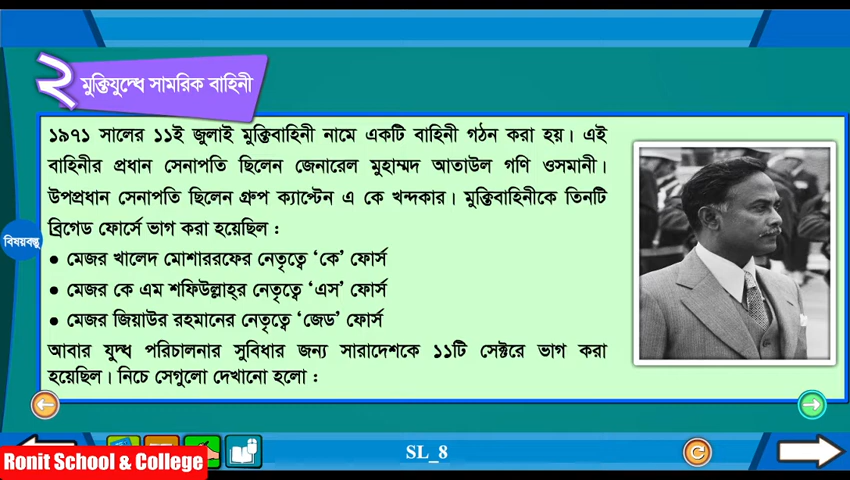 ২
মুক্তিযুদ্ধে সামরিক বাহিনী
১৯৭১ সালের ১১ই জুলাই মুক্তিবাহিনী নামে একটি বাহিনী গঠন করা হয়। এই
বাহিনীর প্রধান সেনাপতি ছিলেন জেনারেল মুহাম্মদ আতাউল গণি ওসমানী।
উপপ্রধান সেনাপতি ছিলেন গ্রুপ ক্যাপ্টেন এ কে খন্দকার। মুক্তিবাহিনীকে তিনটি
ব্রিগেড ফোর্সে ভাগ করা হয়েছিল :
বিষয়বস্তু
● মেজর খালেদ মোশাররফের নেতৃত্বে ‘কে’ ফোর্স
● মেজর কে এম শফিউল্লাহ্‌র নেতৃত্বে ‘এস’ ফোর্স
● মেজর জিয়াউর রহমানের নেতৃত্বে ‘জেড’ ফোর্স
আবার যুদ্ধ পরিচালনার সুবিধার জন্য সারাদেশকে ১১টি সেক্টরে ভাগ করা
হয়েছিল। নিচে সেগুলো দেখানো হলো :
SL_8
Ronit School & College